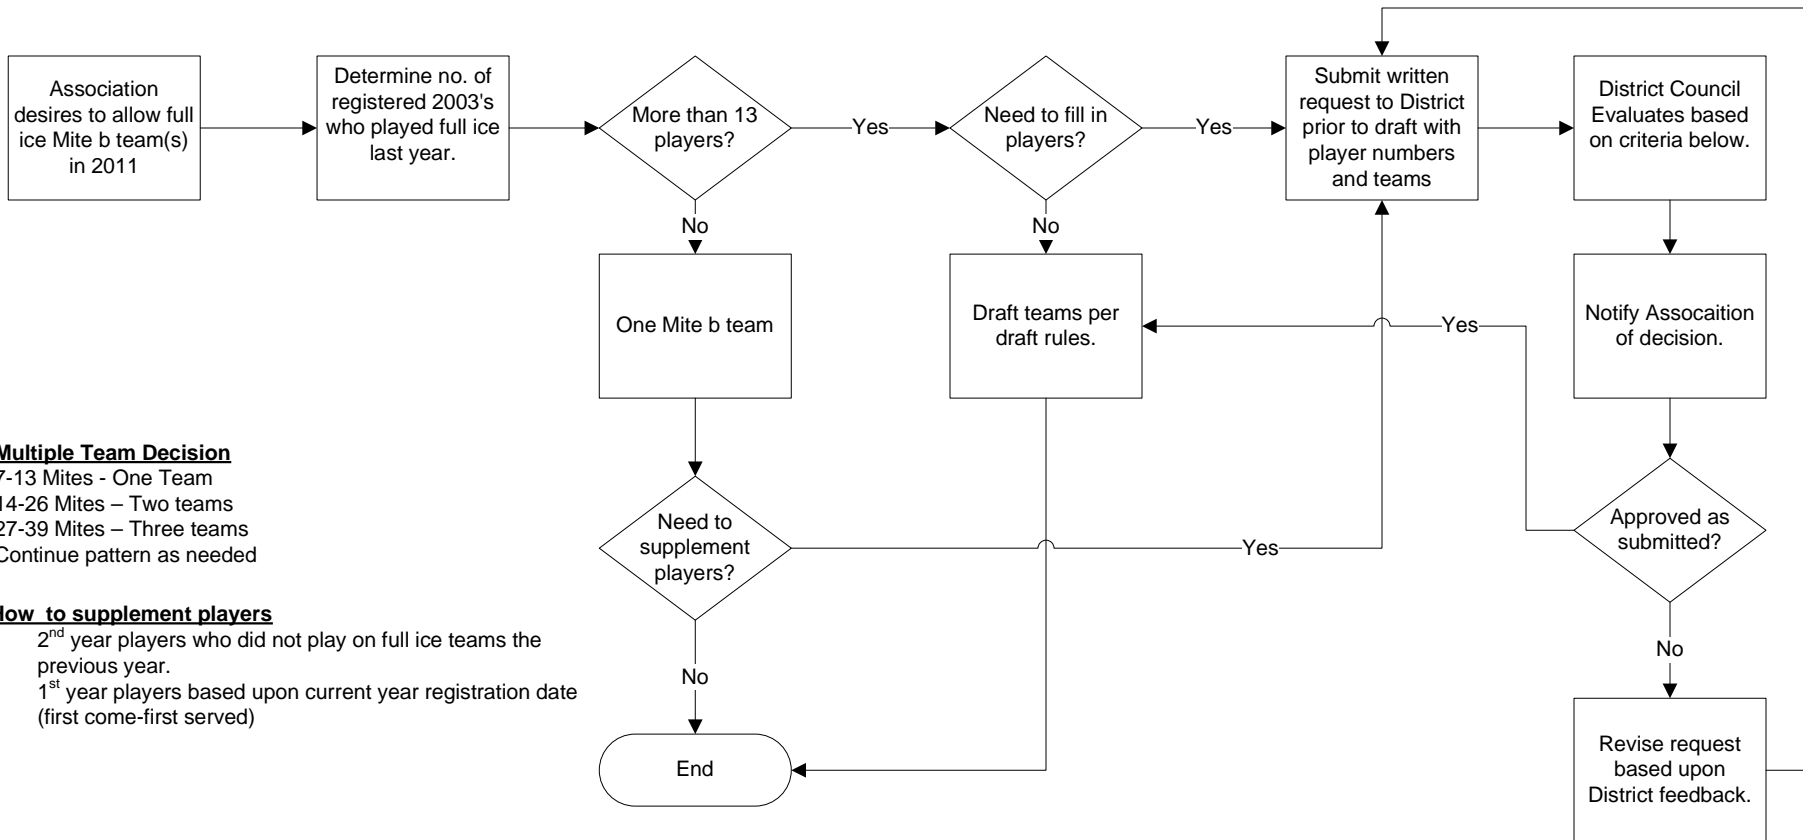 Association
desires to allow full
ice Mite b team(s)
in 2011
Determine no. of
registered 2003's
who played full ice
last year.
More than 13
players?
Yes
Need to fill in
players?
Yes
Submit written
request to District
prior to draft with
player numbers
and teams
District Council
Evaluates based
on criteria below.
No
No
One Mite b team
Draft teams per
draft rules.
Yes
Notify Assocaition
of decision.
Multiple Team Decision
7-13 Mites - One Team
14-26 Mites – Two teams
27-39 Mites – Three teams
Continue pattern as needed
Need to
supplement
players?
Yes
Approved as
submitted?
How to supplement players
2nd year players who did not play on full ice teams the
previous year.
1st year players based upon current year registration date
(first come-first served)
No
No
End
Revise request
based upon
District feedback.